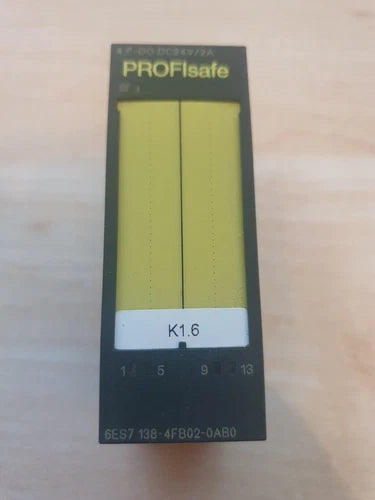 4 F-DO DC24V/2A
PROFIsafe
K1.6
1 5 9 13
6ES7 138-4FB02-0AB0